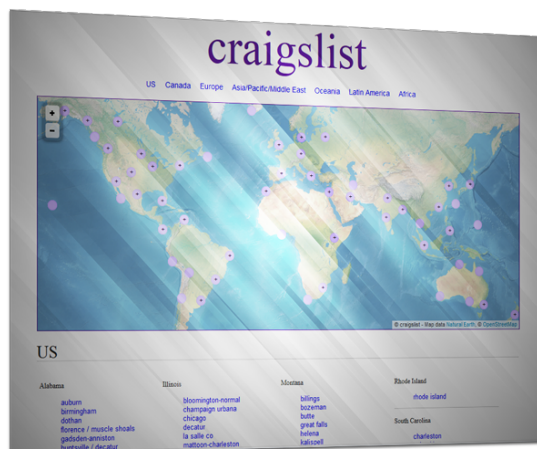 craigslist
US Canada Europe Asia/Pacific/Middle East Oceania Latin America Africa
+
−
© craigslist - Map data Natural Earth, © OpenStreetMap
US
Alabama
auburn
birmingham
dothan
florence / muscle shoals
gadsden-anniston
huntsville / decatur
Illinois
bloomington-normal
champaign urbana
chicago
decatur
la salle co
mattoon-charleston
Montana
billings
bozeman
butte
great falls
helena
kalispell
Rhode Island
rhode island
South Carolina
charleston